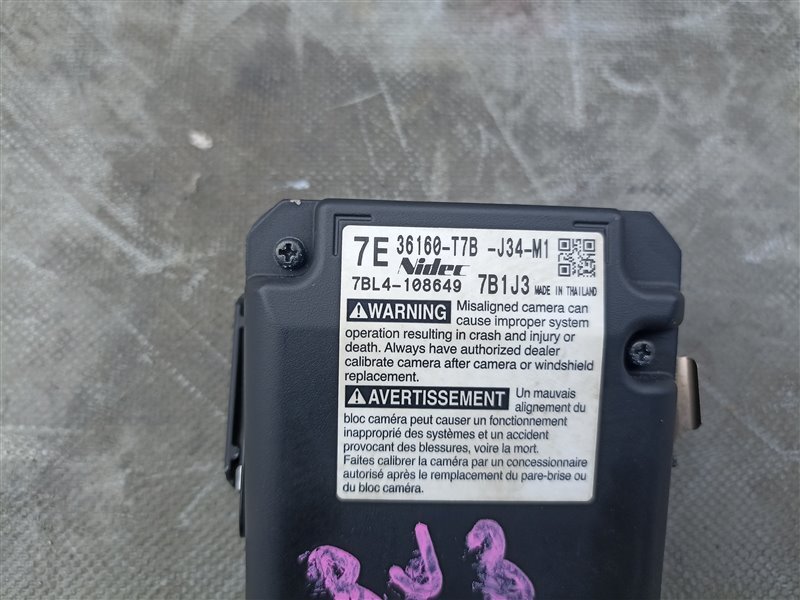 7E 36160-T7B -J34-M1
Nidec
7BL4-108649 7B1J3 MADE IN THAILAND
WARNING Misaligned camera can
cause improper system
operation resulting in crash and injury or
death. Always have authorized dealer
calibrate camera after camera or windshield
replacement.
AVERTISSEMENT Un mauvais
alignement du
bloc caméra peut causer un fonctionnement
inapproprié des systèmes et un accident
provocant des blessures, voire la mort.
Faites calibrer la caméra par un concessionnaire
autorisé après le remplacement du pare-brise ou
du bloc caméra.
BJ3